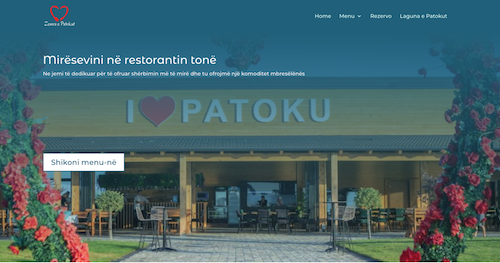 Zemra e Patokut
Home
Menu
Rezervo
Laguna e Patokut
Mirësevini në restorantin tonë
Ne jemi të dedikuar për të ofruar shërbimin më të mirë dhe tu ofrojmë një komoditet mbresëlënës
I ❤ PATOKU
Shikoni menu-në